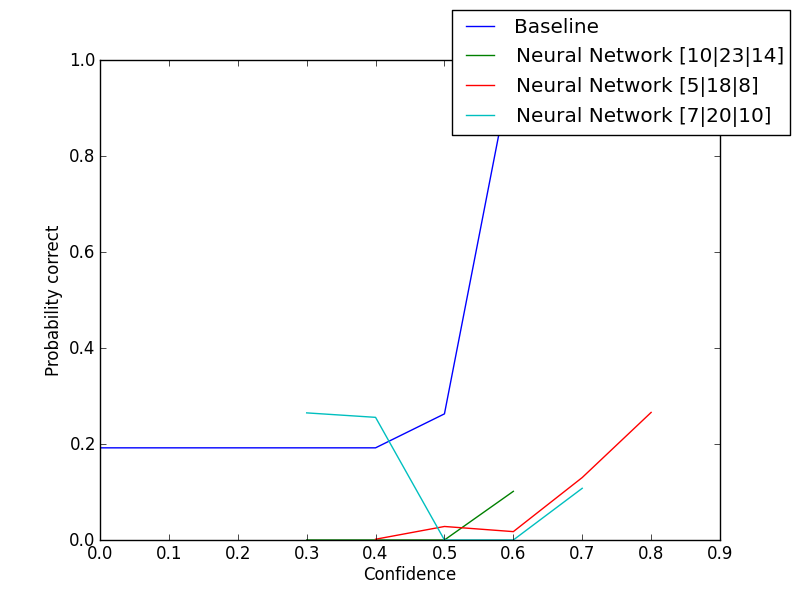 Baseline
Neural Network [10|23|14]
Neural Network [5|18|8]
Neural Network [7|20|10]
1.0
0.8
0.6
0.4
0.2
0.0
Probability correct
0.0 0.1 0.2 0.3 0.4 0.5 0.6 0.7 0.8 0.9
Confidence